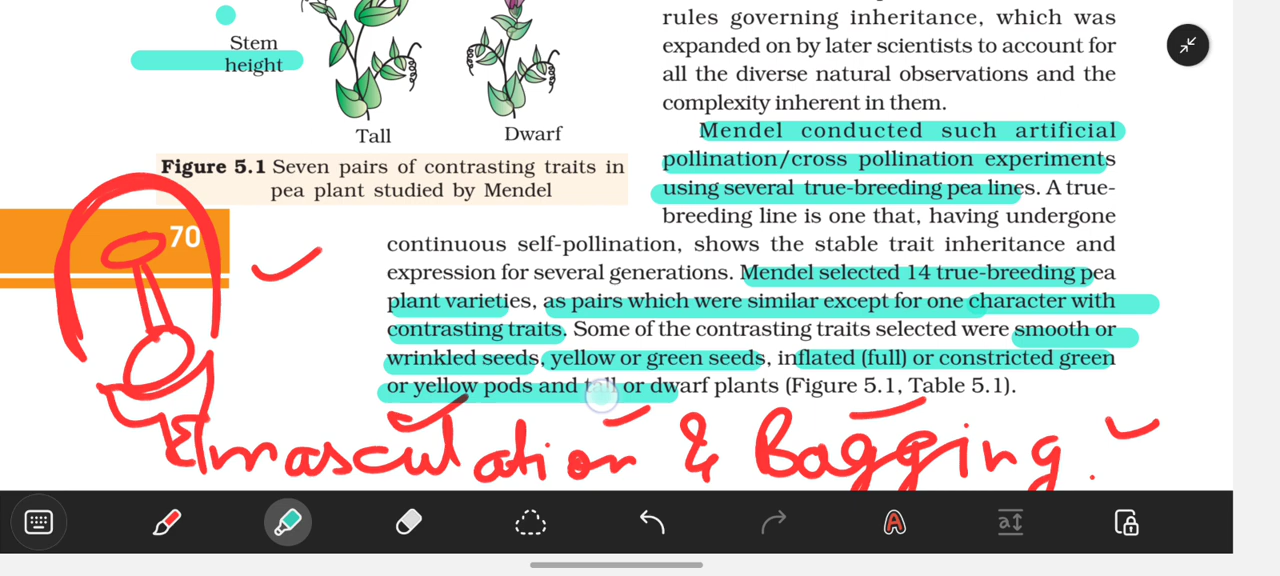 Stem
height
Tall
Dwarf
Figure 5.1 Seven pairs of contrasting traits in
pea plant studied by Mendel
70
rules governing inheritance, which was
expanded on by later scientists to account for
all the diverse natural observations and the
complexity inherent in them.
Mendel conducted such artificial
pollination/cross pollination experiments
using several true-breeding pea lines. A true-
breeding line is one that, having undergone
continuous self-pollination, shows the stable trait inheritance and
expression for several generations. Mendel selected 14 true-breeding pea
plant varieties, as pairs which were similar except for one character with
contrasting traits. Some of the contrasting traits selected were smooth or
wrinkled seeds, yellow or green seeds, inflated (full) or constricted green
or yellow pods and tall or dwarf plants (Figure 5.1, Table 5.1).
Emasculation & Bagging.
A
a